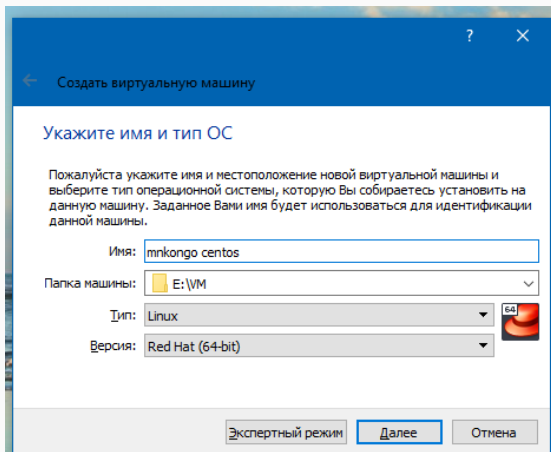 ?
Создать виртуальную машину
Укажите имя и тип ОС
Пожалуйста укажите имя и местоположение новой виртуальной машины и
выберите тип операционной системы, которую Вы собираетесь установить на
данную машину. Заданное Вами имя будет использоваться для идентификации
данной машины.
Имя: mnkongo centos
Папка машины: E:\VM
Тип: Linux
64
Версия: Red Hat (64-bit)
Экспертный режим Далее Отмена